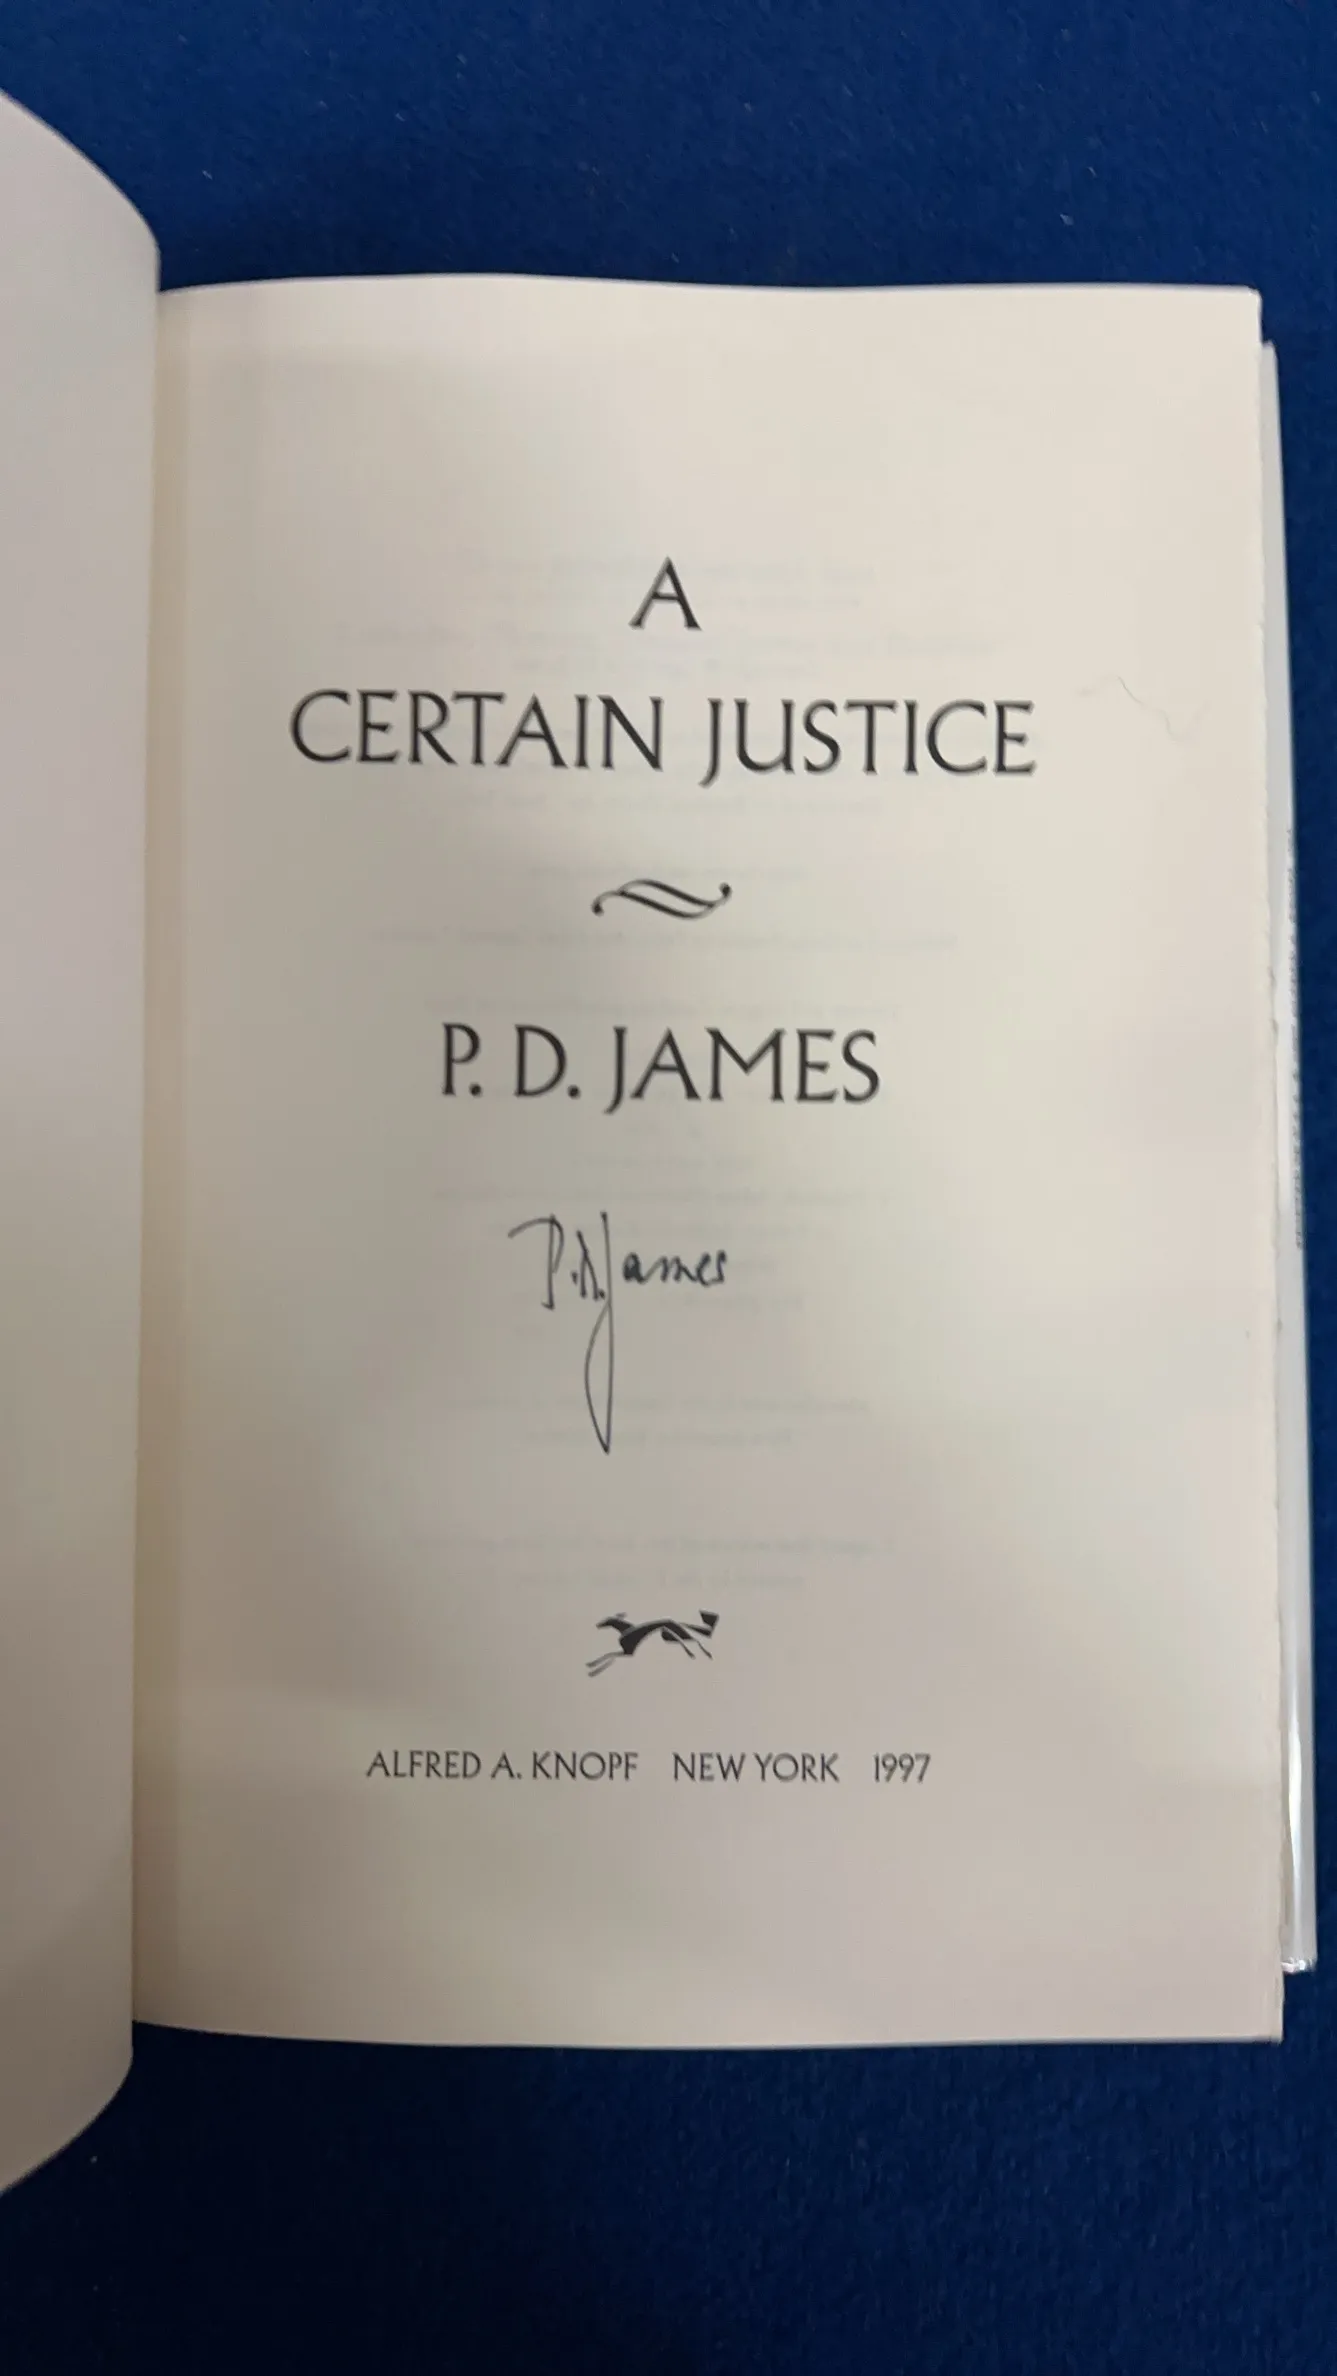 A
CERTAIN JUSTICE
P. D. JAMES
P.D. James
ALFRED A. KNOPF NEW YORK 1997